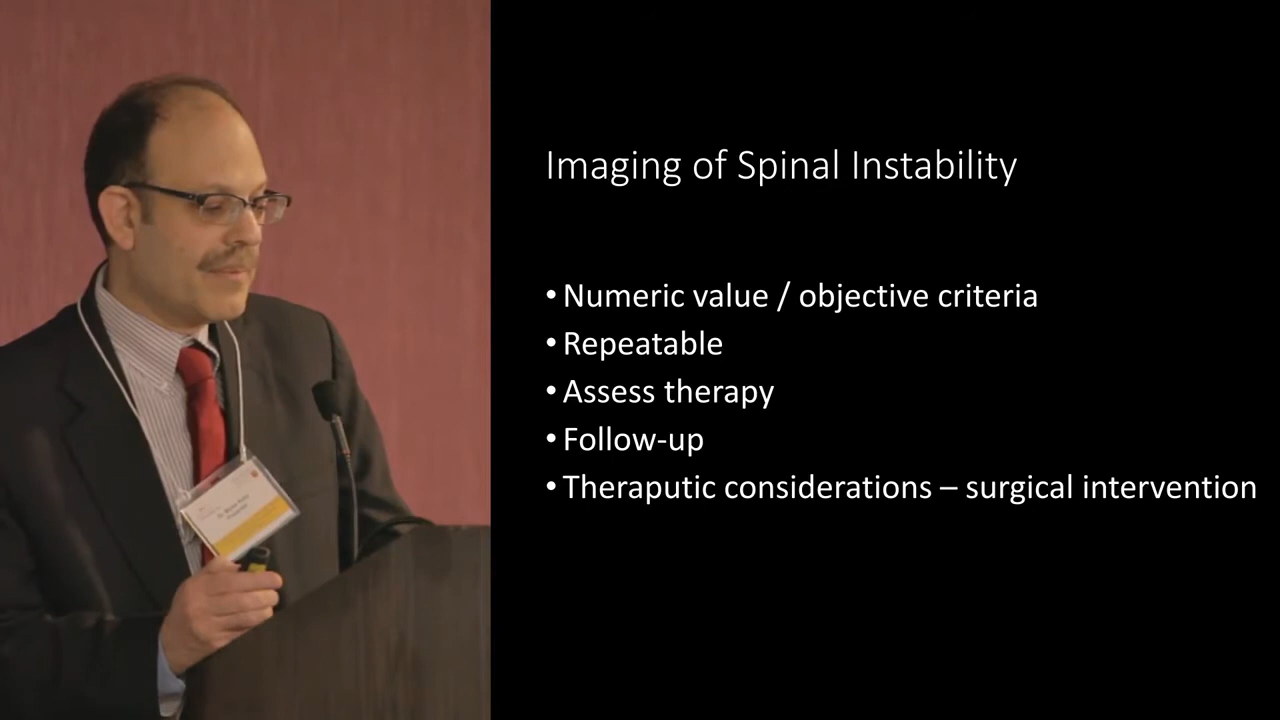 Imaging of Spinal Instability
• Numeric value / objective criteria
• Repeatable
• Assess therapy
• Follow-up
• Theraputic considerations – surgical intervention